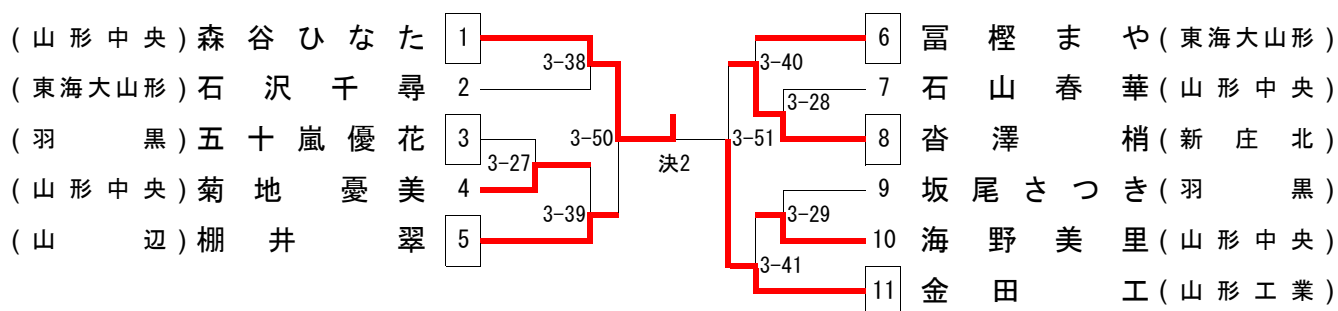 (山形中央)森谷ひなた 1
(東海大山形)石沢千尋 2
(羽黒)五十嵐優花 3
(山形中央)菊地憂美 4
(山辺)棚井翠 5
3-38
3-27
3-39
3-50
決2
3-51
3-40
3-28
3-29
3-41
6 冨樫まや(東海大山形)
7 石山春華(山形中央)
8 沓澤梢(新庄北)
9 坂尾さつき(羽黒)
10 海野美里(山形中央)
11 金田工(山形工業)